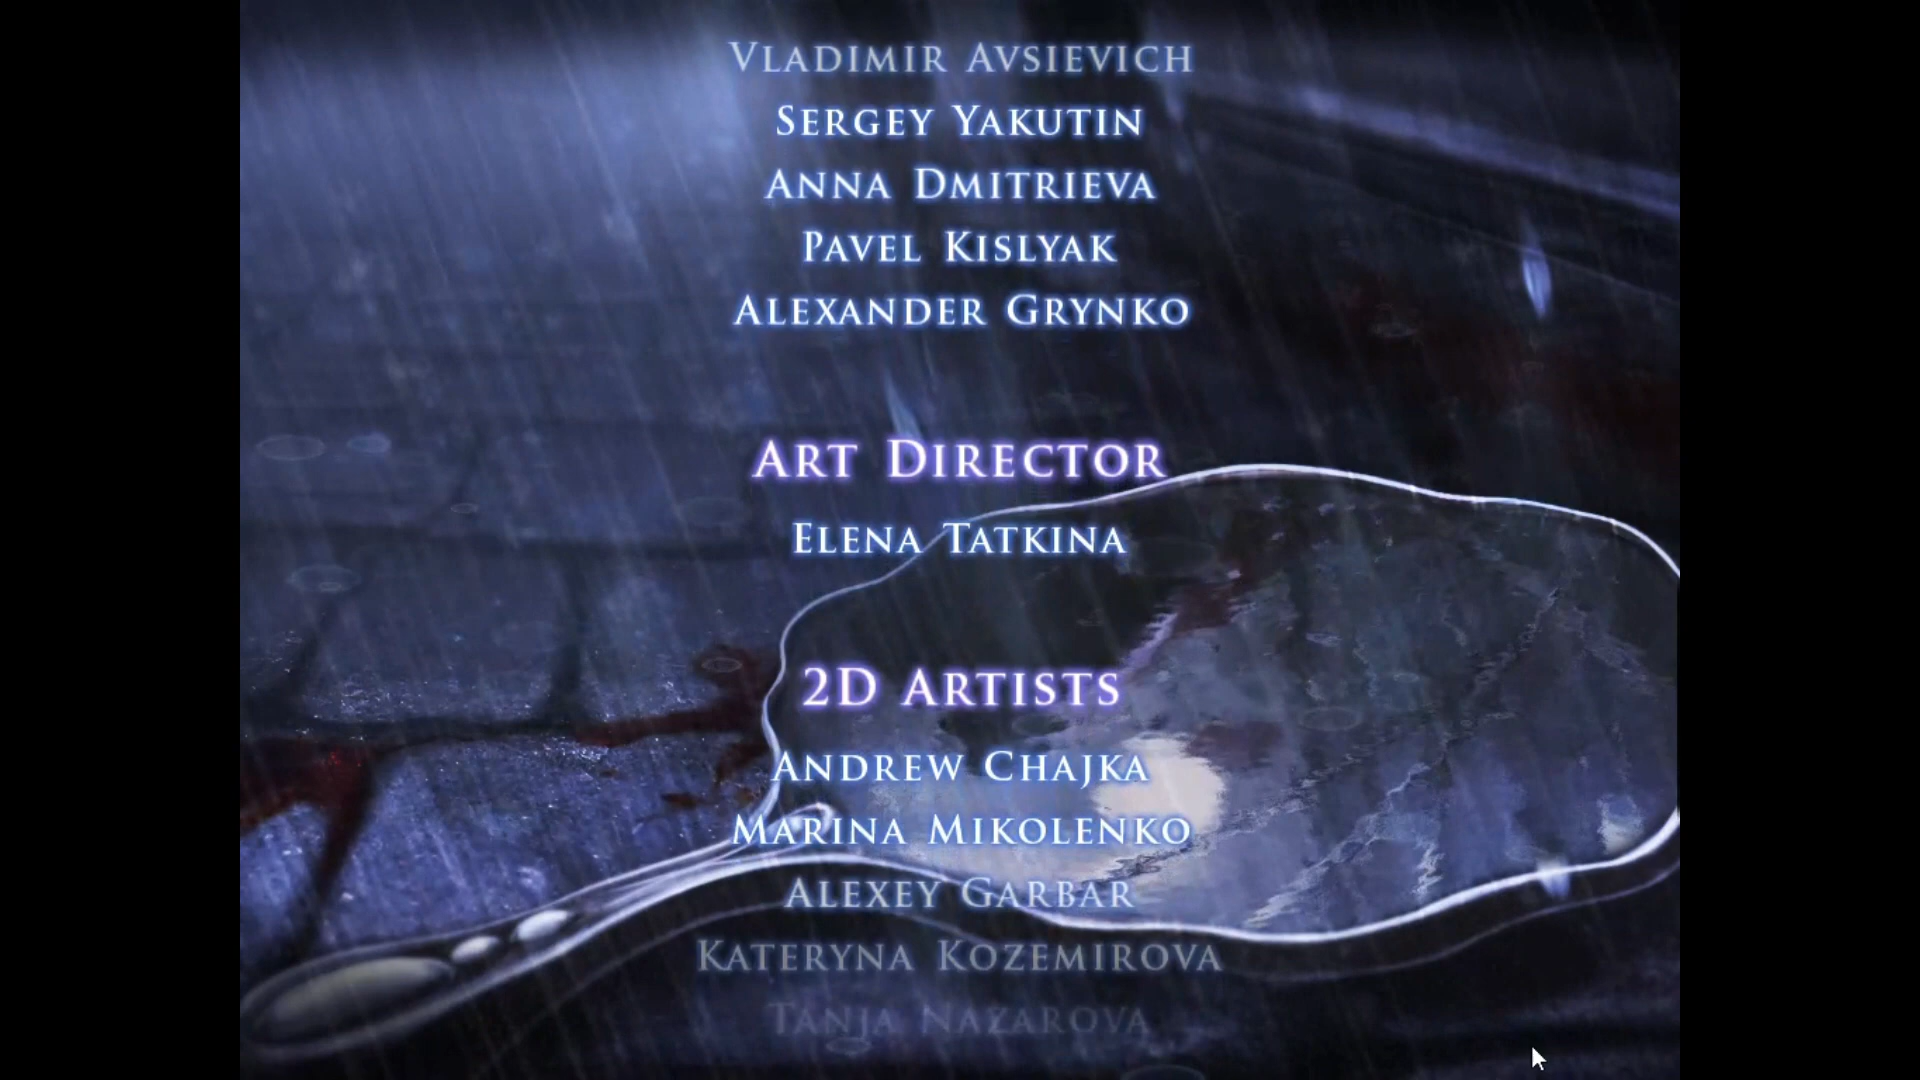 Vladimir Avsievich
Sergey Yakutin
Anna Dmitrieva
Pavel Kislyak
Alexander Grynko
Art Director
Elena Tatkina
2D Artists
Andrew Chajka
Marina Mikolenko
Alexey Garbar
Kateryna Kozemirova
Tanja Nazarova